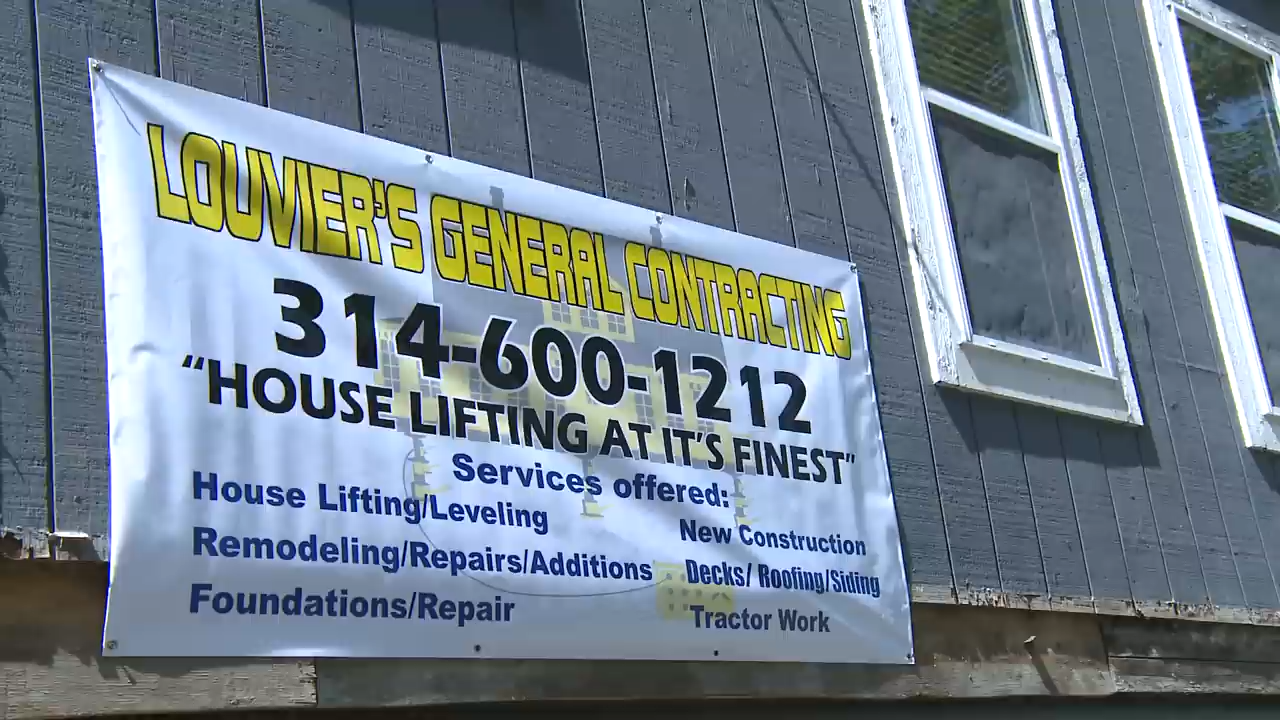 LOUVIER'S GENERAL CONTRACTING
314-600-1212
"HOUSE LIFTING AT IT'S FINEST"
Services offered:
House Lifting/Leveling
Remodeling/Repairs/Additions
Foundations/Repair
New Construction
Decks/ Roofing/Siding
Tractor Work